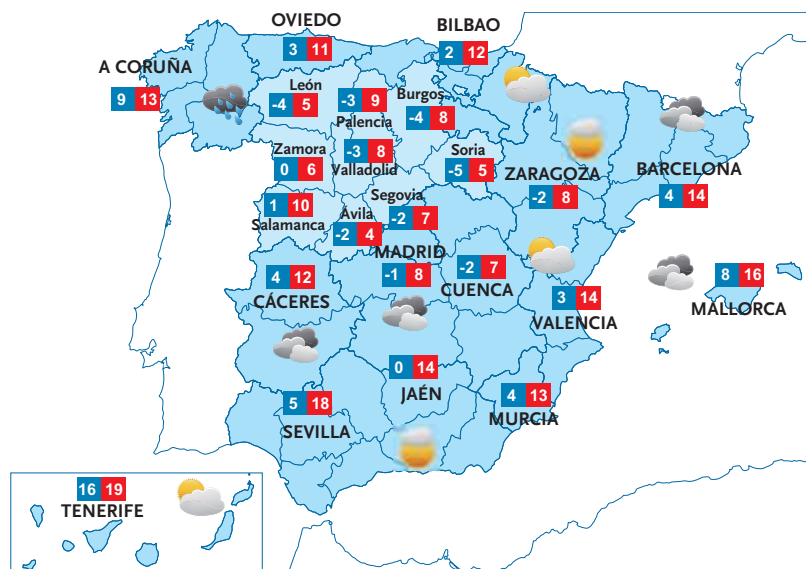 OVIEDO
3 11
BILBAO
2 12
A CORUÑA
9 13
León
-4 5
-3 9
Palencia
Burgos
-4 8
Zamora
0 6
-3 8
Valladolid
Soria
-5 5
ZARAGOZA
-2 8
BARCELONA
4 14
1 10
Salamanca
Segovia
-2 7
Ávila
-2 4
MADRID
-1 8
-2 7
CUENCA
4 12
CÁCERES
3 14
VALENCIA
8 16
MALLORCA
0 14
JAÉN
5 18
SEVILLA
4 13
MURCIA
16 19
TENERIFE